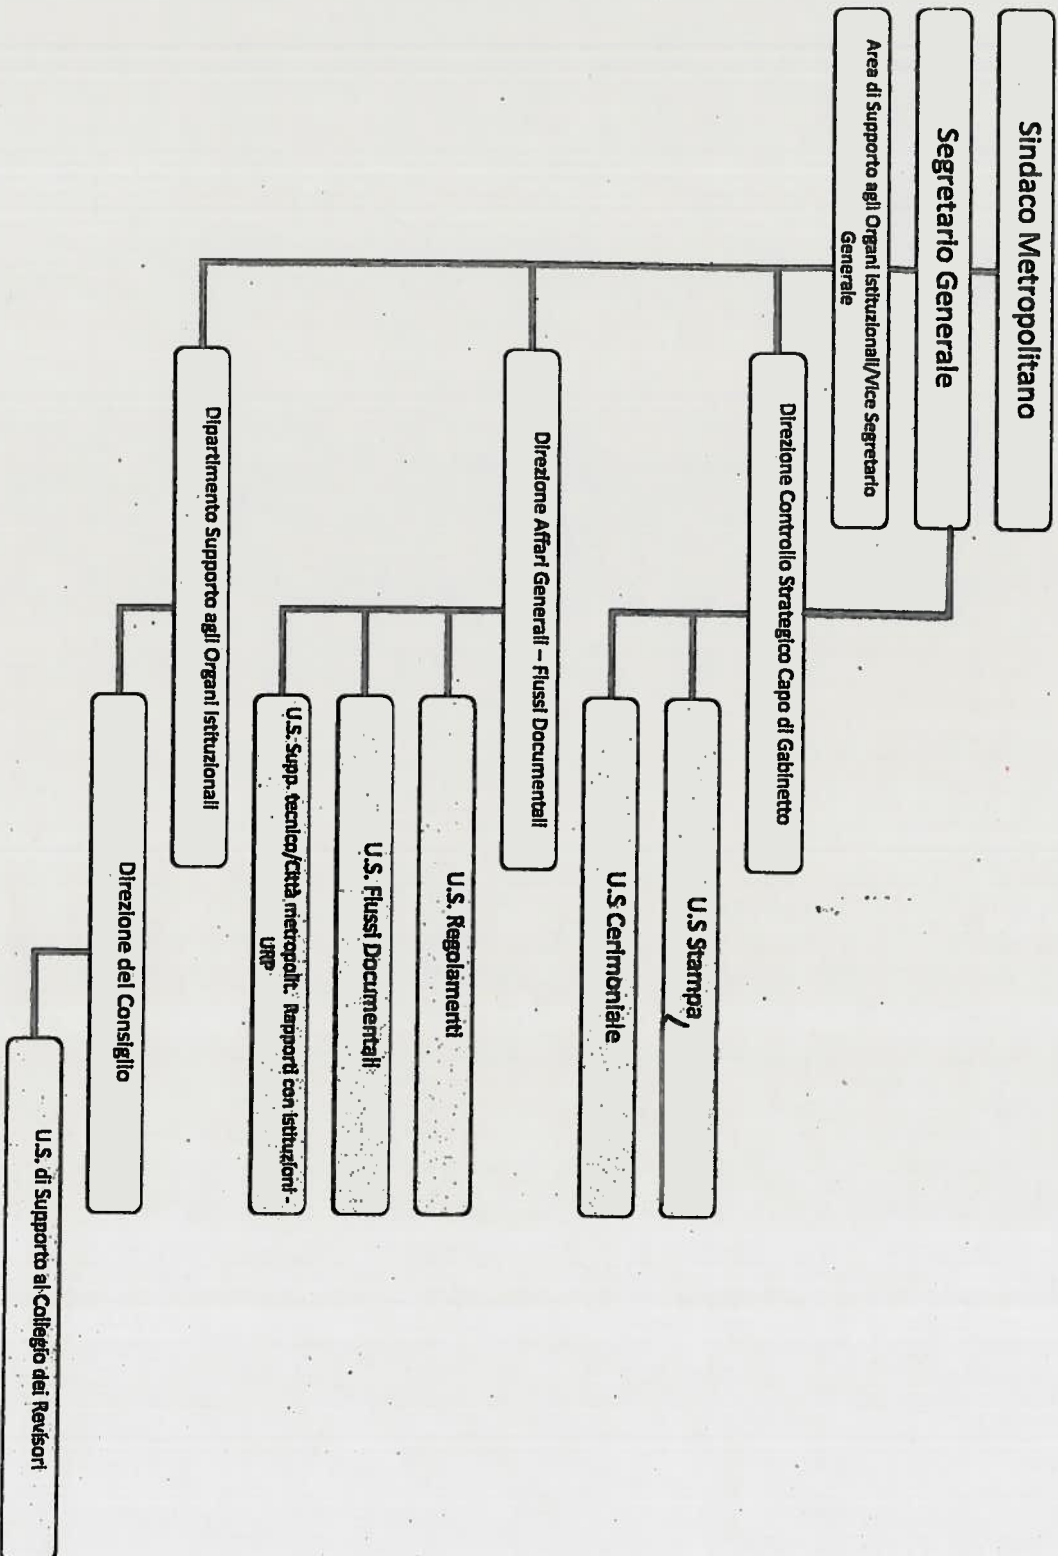 Sindaco Metropolitano
Segretario Generale
Area di Supporto agli Organi Istituzionali/Vice Segretario
Generale
Direzione Controllo Strategico Capo di Gabinetto
U.S Stampa
U.S Cerimoniale
Direzione Affari Generali – Flussi Documentali
U.S. Regolamenti
U.S. Flussi Documentali
U.S. Supp. tecnico/Città metropolit. Rapporti con istituzioni -
URP
Dipartimento Supporto agli Organi Istituzionali
Direzione del Consiglio
U.S. di Supporto al Collegio dei Revisori